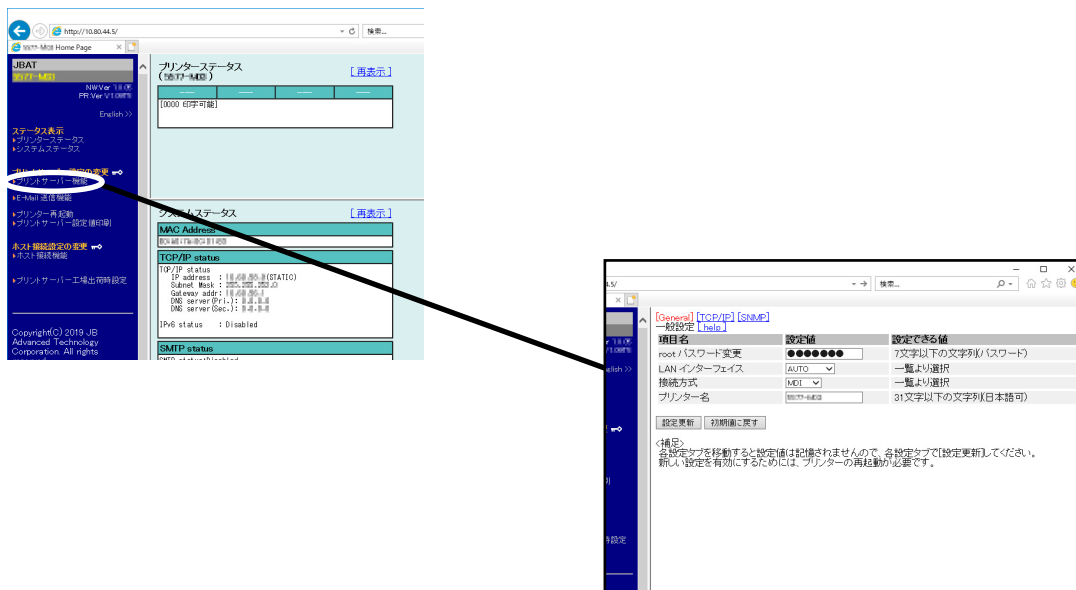 http://10.80.44.5/
検索...
Home Page
JBAT
NW:Ver
PR:Ver
English >>
ステータス表示
プリンターステータス
システムステータス
の変更
プリントサーバー機能
E-Mail 送信機能
プリンター再起動
プリントサーバー設定値印刷
ホスト接続設定の変更
ホスト接続機能
プリントサーバー工場出荷時設定
Copyright(C) 2019 JB
Advanced Technology
Corporation. All rights
プリンターステータス
[ 再表示 ]
[0000 印字可能]
システムステータス
[ 再表示 ]
MAC Address
TCP/IP status
TCP/IP status
IP address : (STATIC)
Subnet Mask :
Gateway addr:
DNS server(Pri.):
DNS server(Sec.):
IPv6 status : Disabled
SMTP status
4.5/
検索...
glish >>
時設定
[General] [TCP/IP] [SNMP]
一般設定 [ help ]
項目名 設定値 設定できる値
root パスワード変更 ●●●●●●● 7文字以下の文字列(パスワード)
LAN インターフェイス AUTO 一覧より選択
接続方式 MDI 一覧より選択
プリンター名 31文字以下の文字列(日本語可)
設定更新 初期値に戻す
<補足>
各設定タブを移動すると設定値は記憶されませんので、各設定タブで[設定更新]してください。
新しい設定を有効にするためには、プリンターの再起動が必要です。